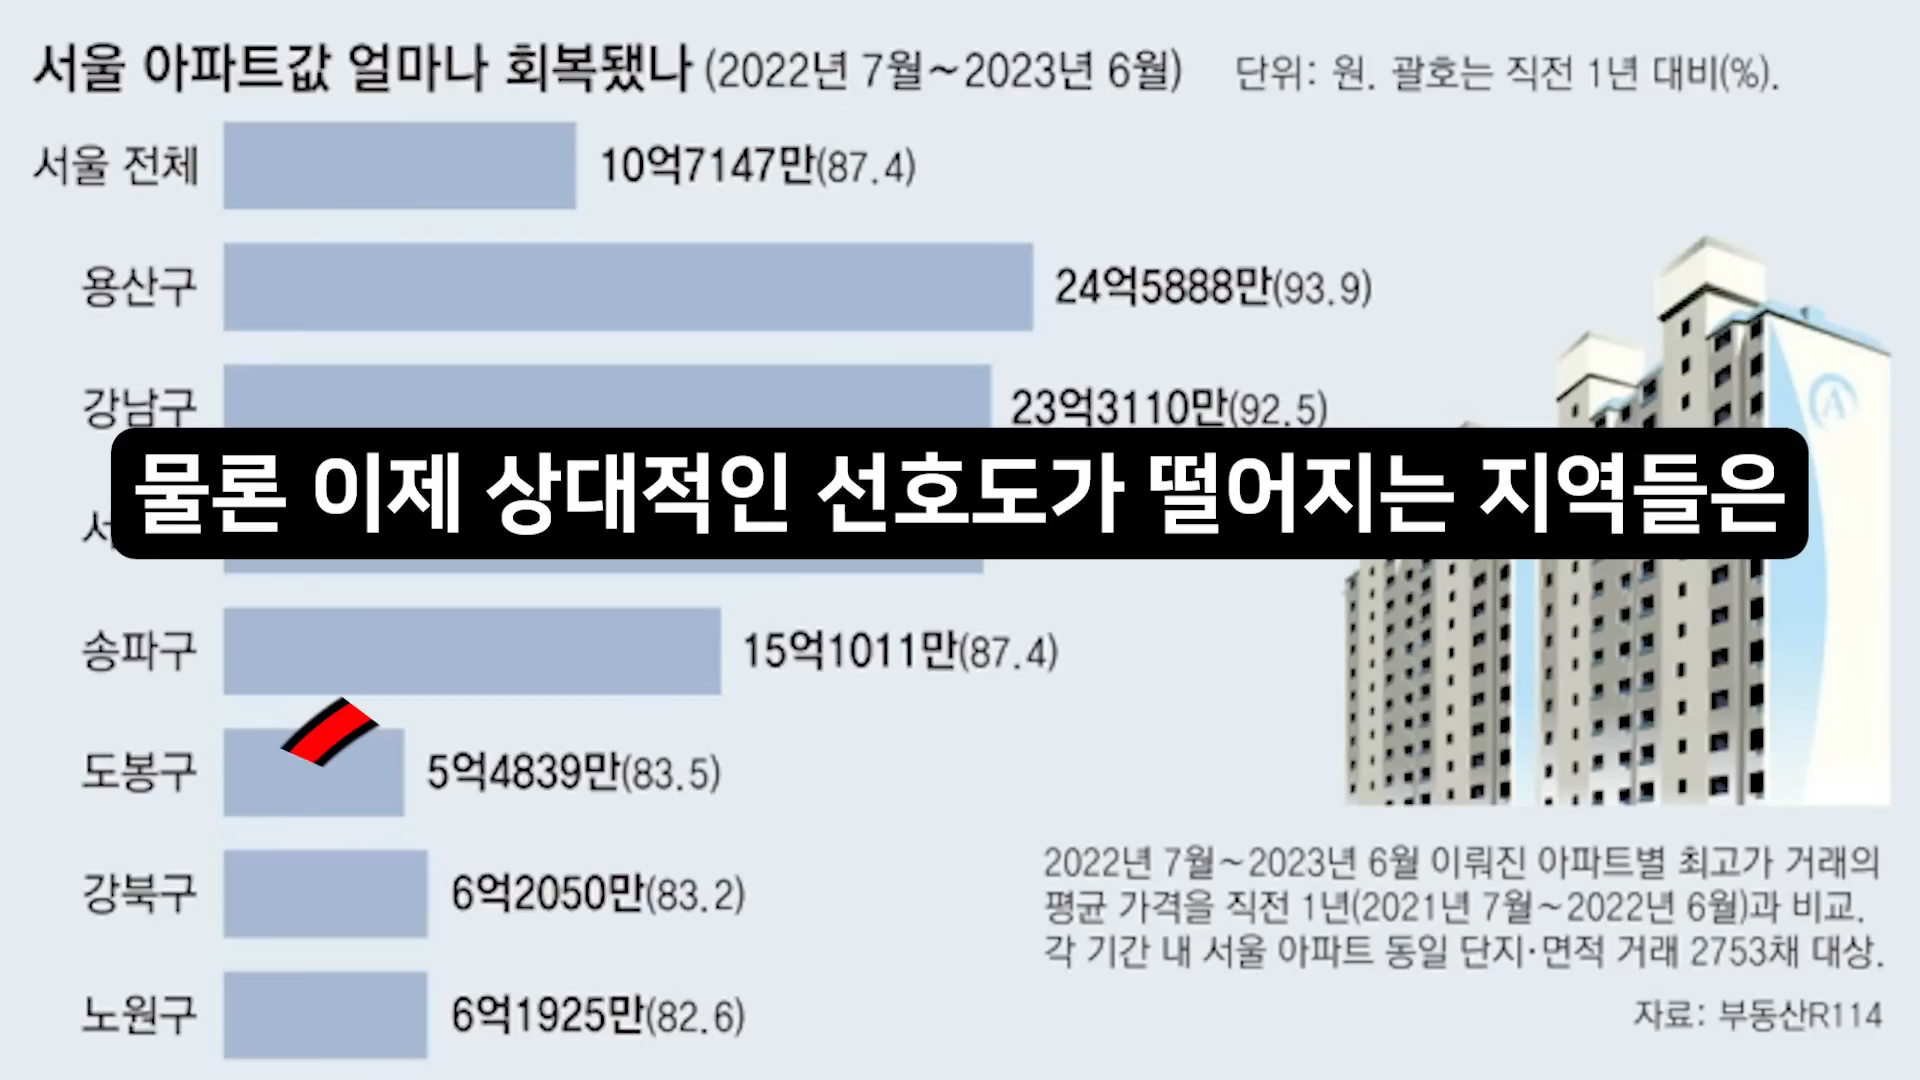 서울 아파트값 얼마나 회복됐나 (2022년 7월~2023년 6월) 단위: 원. 괄호는 직전 1년 대비(%).
서울 전체 10억7147만(87.4)
용산구 24억5888만(93.9)
강남구 23억3110만(92.5)
물론 이제 상대적인 선호도가 떨어지는 지역들은
송파구 15억1011만(87.4)
도봉구 5억4839만(83.5)
강북구 6억2050만(83.2)
노원구 6억1925만(82.6)
2022년 7월~2023년 6월 이뤄진 아파트별 최고가 거래의
평균 가격을 직전 1년(2021년 7월~2022년 6월)과 비교.
각 기간 내 서울 아파트 동일 단지·면적 거래 2753채 대상.
자료: 부동산R114